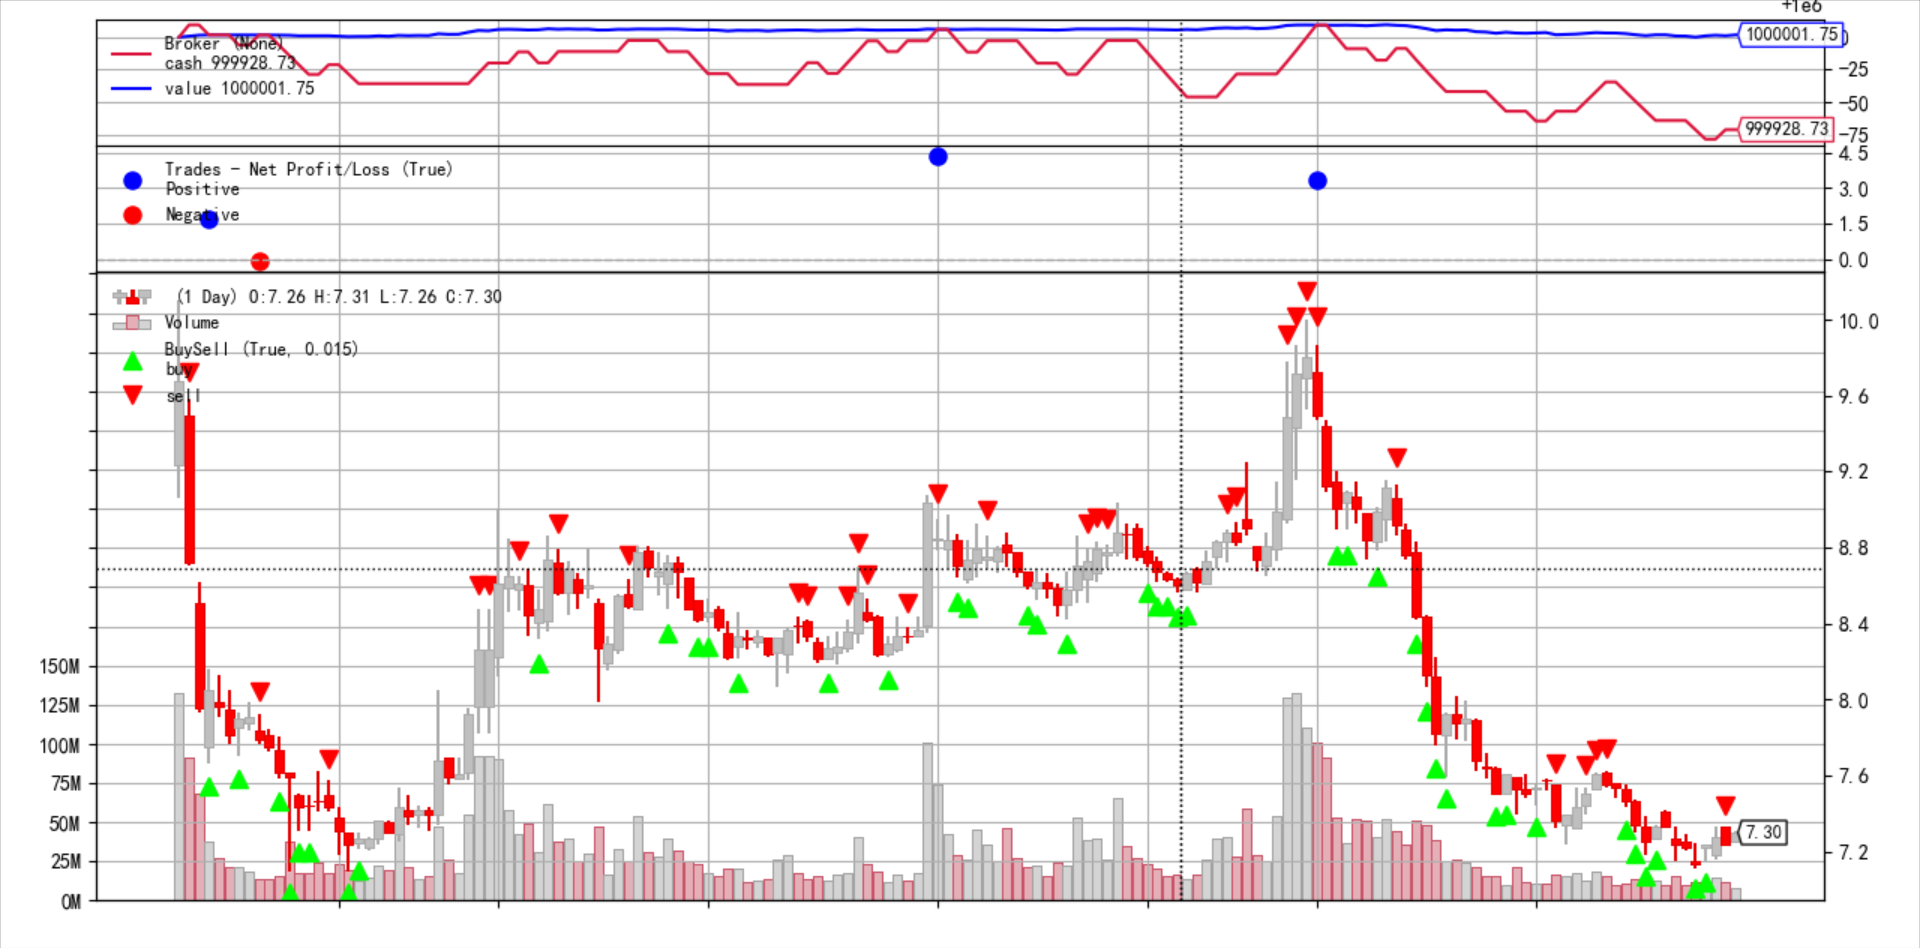 +1e6
Broker (None)
cash 999928.73
value 1000001.75
1000001.75
0
-25
-50
999928.73
-75
Trades - Net Profit/Loss (True)
Positive
Negative
4.5
3.0
1.5
0.0
(1 Day) O:7.26 H:7.31 L:7.26 C:7.30
Volume
BuySell (True, 0.015)
buy
sell
10.0
9.6
9.2
8.8
8.4
8.0
7.6
7.2
7.30
150M
125M
100M
75M
50M
25M
0M